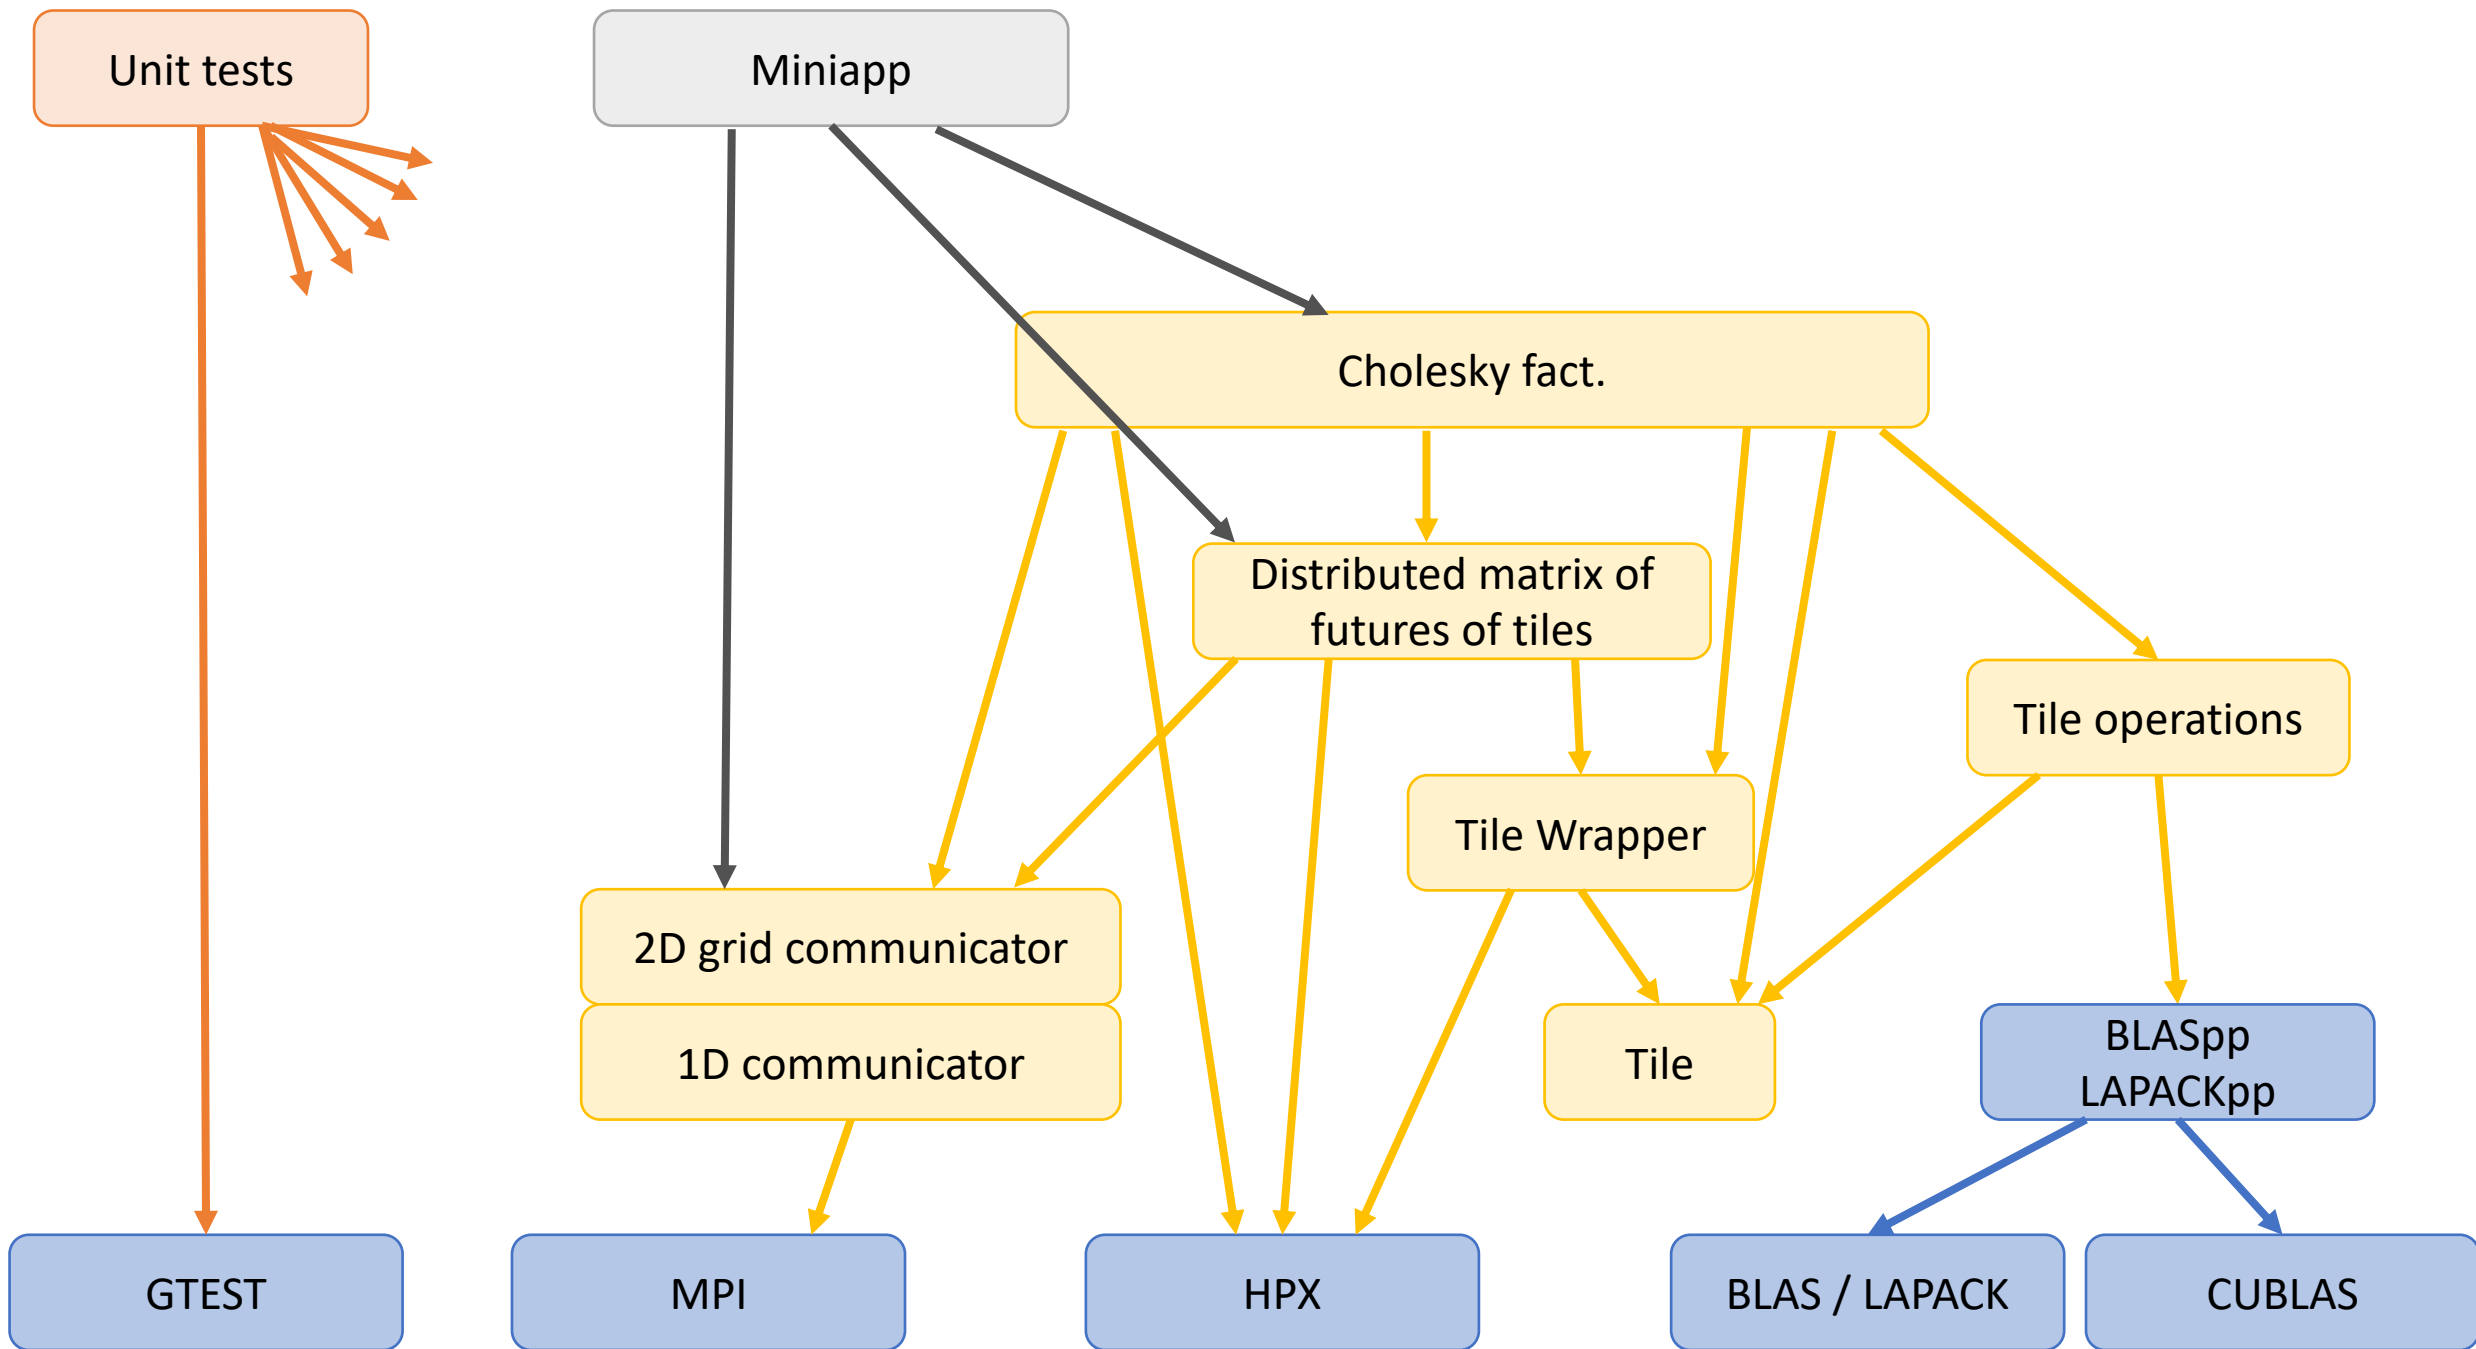 Unit tests
Miniapp
Cholesky fact.
Distributed matrix of
futures of tiles
Tile operations
Tile Wrapper
2D grid communicator
1D communicator
Tile
BLASpp
LAPACKpp
GTEST
MPI
HPX
BLAS / LAPACK
CUBLAS